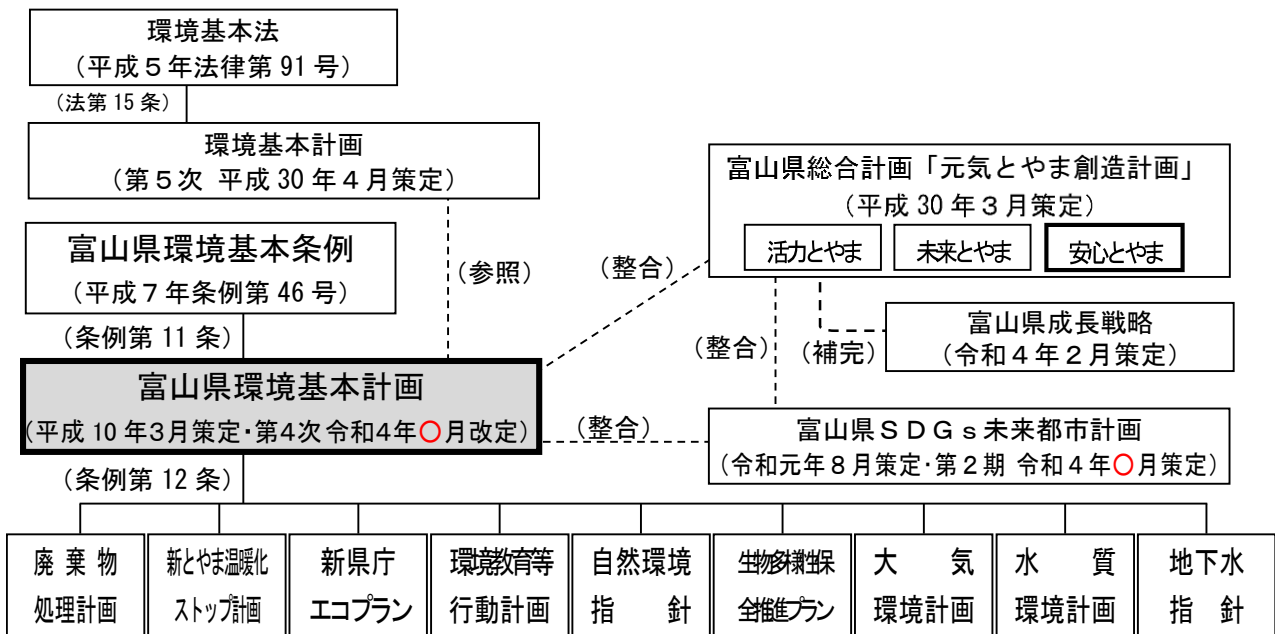 環境基本法
（平成５年法律第 91 号）
（法第 15 条）
環境基本計画
（第５次 平成 30 年４月策定）
富山県環境基本条例
（平成７年条例第 46 号）
（条例第 11 条）
（参照）
（整合）
富山県総合計画「元気とやま創造計画」
（平成 30 年３月策定）
活力とやま
未来とやま
安心とやま
（整合）
（補完）
富山県成長戦略
（令和４年２月策定）
富山県環境基本計画
（平成 10 年３月策定・第４次 令和４年〇月改定）
（整合）
富山県ＳＤＧｓ未来都市計画
（令和元年８月策定・第２期 令和４年〇月策定）
（条例第 12 条）
廃棄物
処理計画
新とやま温暖化
ストップ計画
新県庁
エコプラン
環境教育等
行動計画
自然環境
指針
生物多様性保
全推進プラン
大気
環境計画
水質
環境計画
地下水
指針